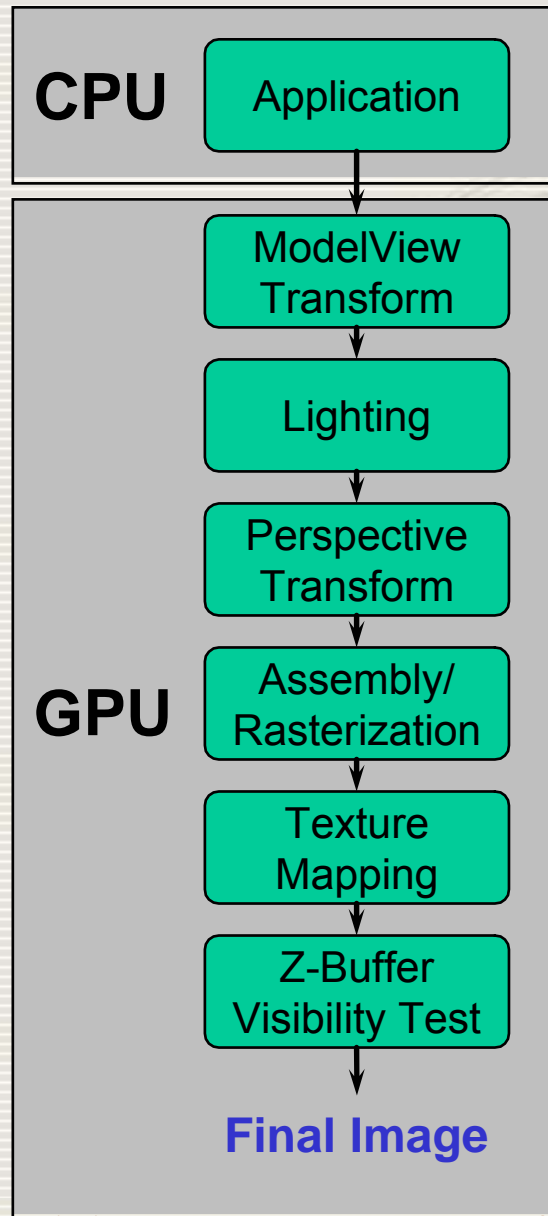 CPU
Application
ModelView
Transform
Lighting
Perspective
Transform
GPU
Assembly/
Rasterization
Texture
Mapping
Z-Buffer
Visibility Test
Final Image